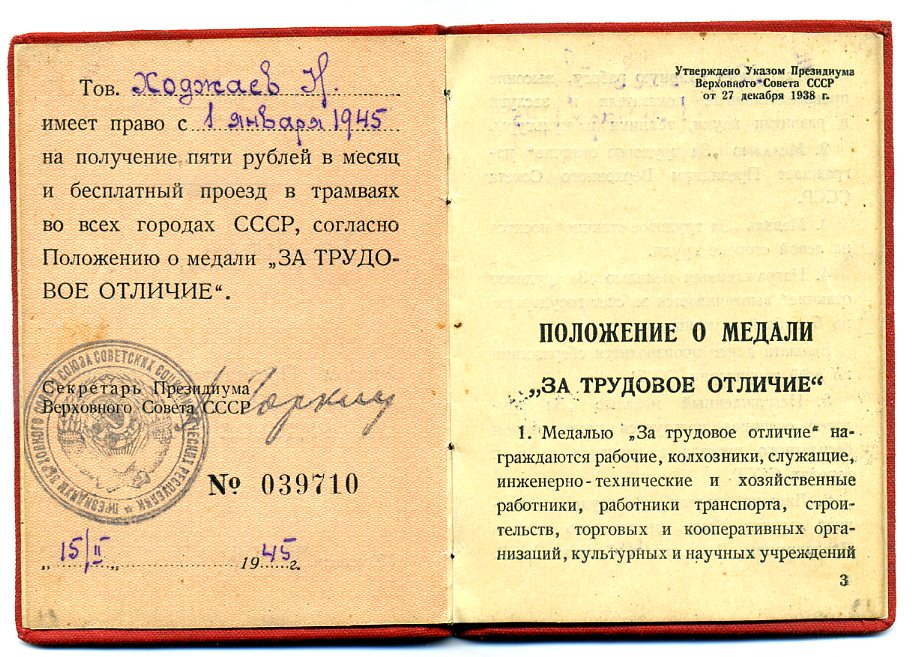 Тов. Ходжаев Н.
имеет право с 1 января 1945
на получение пяти рублей в месяц
и бесплатный проезд в трамваях
во всех городах СССР, согласно
Положению о медали „ЗА ТРУДО-
ВОЕ ОТЛИЧИЕ“.
Секретарь Президиума
Верховного Совета СССР
Горкин
№ 039710
„15/II„ 1945 г.
Утверждено Указом Президиума
Верховного Совета СССР
от 27 декабря 1938 г.
ПОЛОЖЕНИЕ О МЕДАЛИ
„ЗА ТРУДОВОЕ ОТЛИЧИЕ“
1. Медалью „За трудовое отличие“ на-
граждаются рабочие, колхозники, служащие,
инженерно-технические и хозяйственные
работники, работники транспорта, строи-
тельств, торговых и кооперативных орга-
низаций, культурных и научных учреждений
3